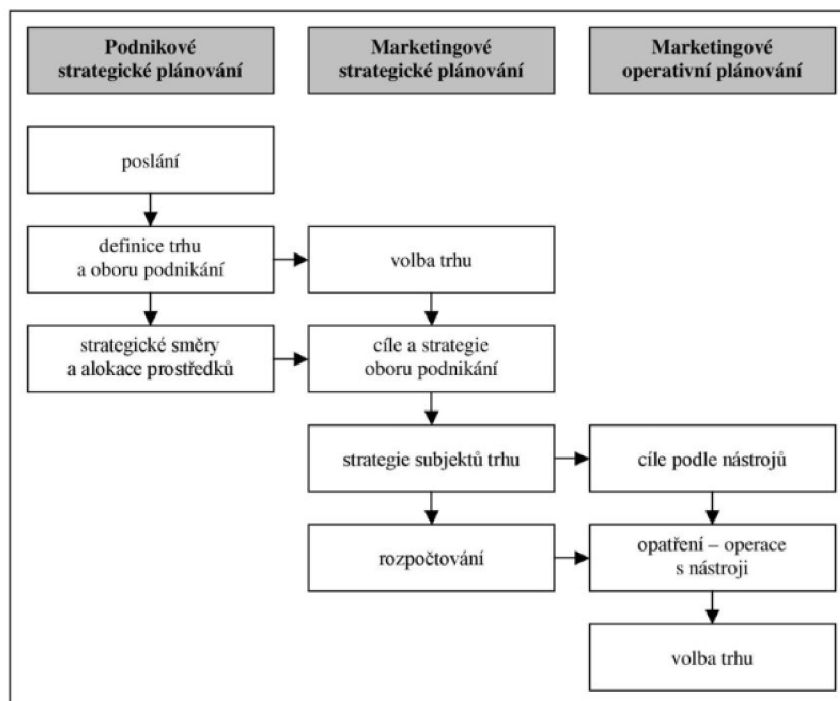 Podnikové
strategické plánování
Marketingové
strategické plánování
Marketingové
operativní plánování
poslání
definice trhu
a oboru podnikání
volba trhu
strategické směry
a alokace prostředků
cíle a strategie
oboru podnikání
strategie subjektů trhu
cíle podle nástrojů
rozpočtování
opatření – operace
s nástroji
volba trhu